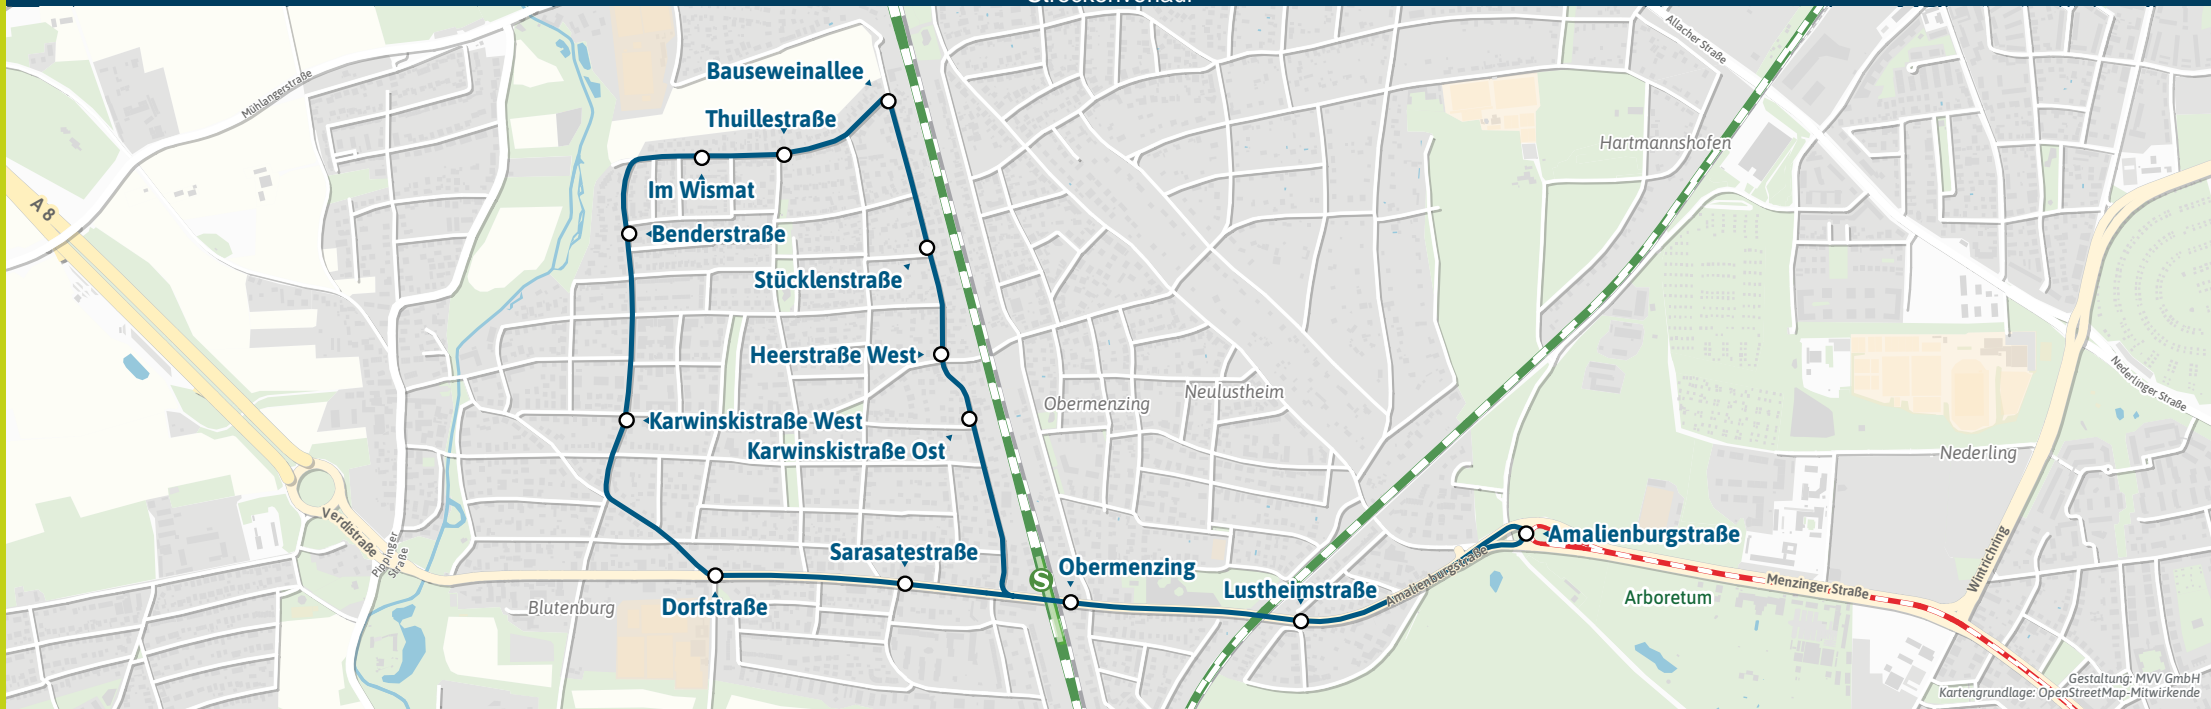 Streckenverlauf
Allacher Straße
Mühlangerstraße
Bauseweinallee
Thuillestraße
Hartmannshofen
Im Wismat
A 8
Benderstraße
Stücklenstraße
Heerstraße West
Neulustheim
Obermenzing
Nederlinger Straße
Karwinskistraße West
Karwinskistraße Ost
Nederling
Verdistraße
Pippinger
Straße
Amalienburgstraße
Sarasatestraße
S
Obermenzing
Lustheimstraße
Amalienburgstraße
Menzinger Straße
Wintrichring
Arboretum
Blutenburg
Dorfstraße
Gestaltung: MVV GmbH
Kartengrundlage: OpenStreetMap-Mitwirkende